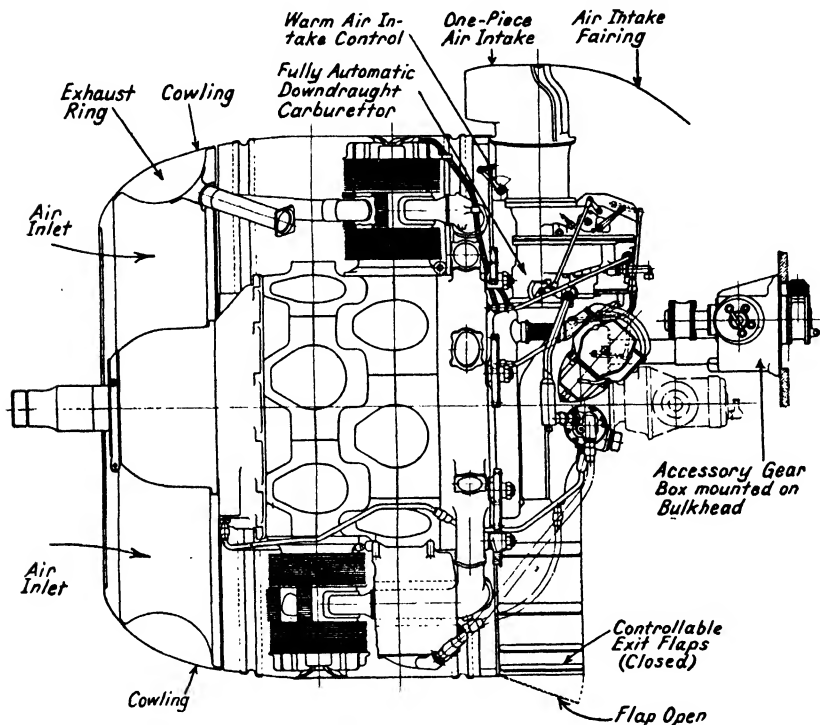 Warm Air In-
take Control
One-Piece
Air Intake
Air Intake
Fairing
Fully Automatic
Downdraught
Carburettor
Exhaust
Ring
Cowling
Air
Inlet
Accessory Gear
Box mounted on
Bulkhead
Air
Inlet
Controllable
Exit Flaps
(Closed)
Cowling
Flap Open